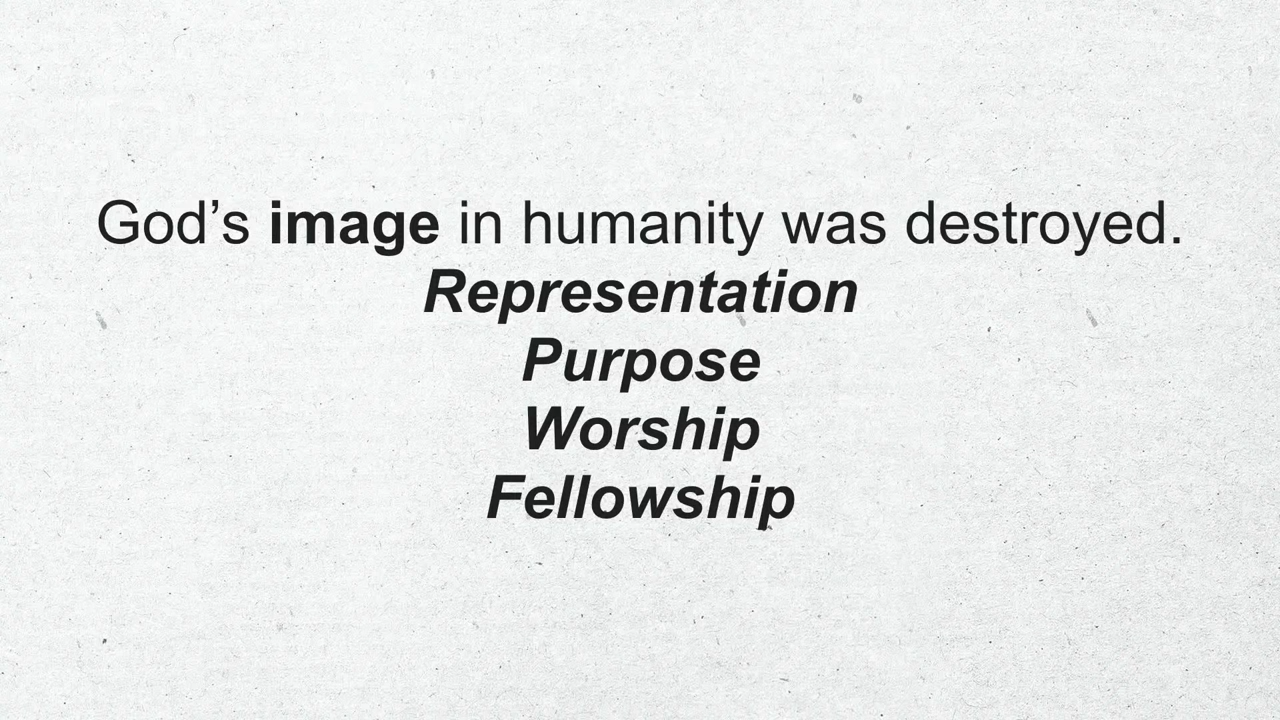 God’s image in humanity was destroyed.
Representation
Purpose
Worship
Fellowship